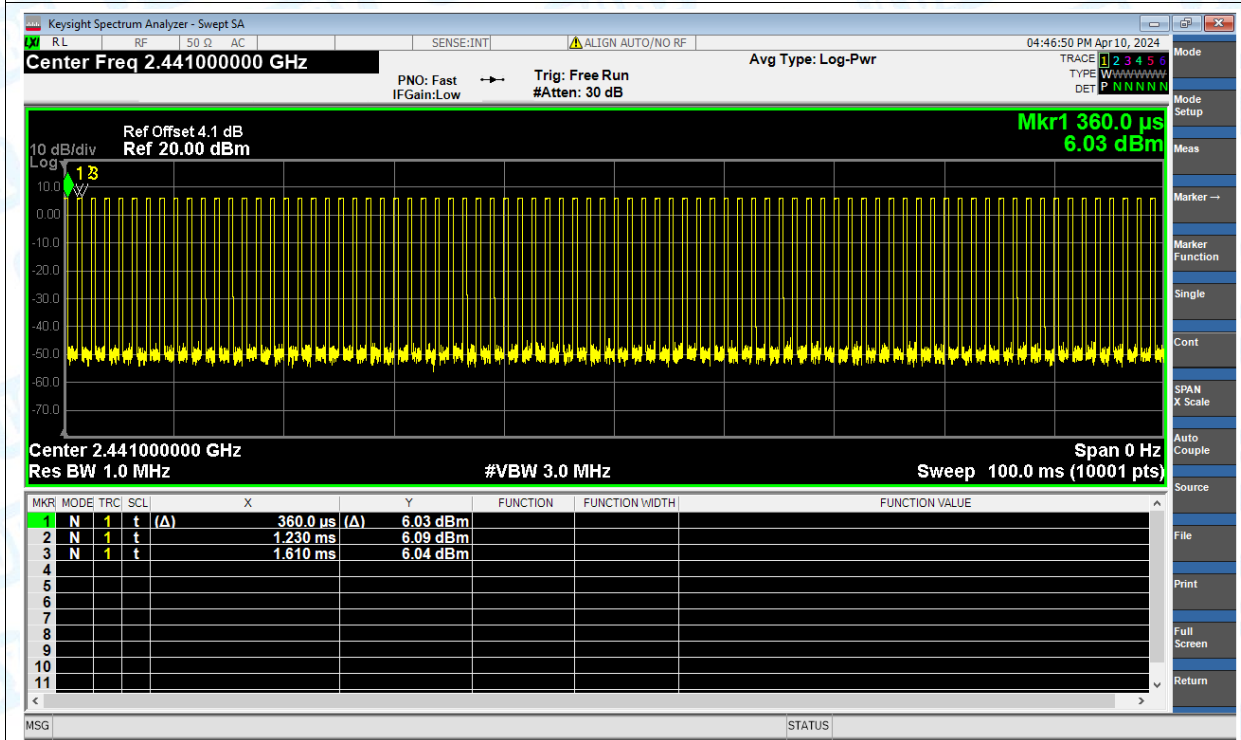 Keysight Spectrum Analyzer - Swept SA
LXI RL RF 50 Ω AC SENSE:INT ALIGN AUTO/NO RF 04:46:50 PM Apr 10, 2024
Center Freq 2.441000000 GHz
Avg Type: Log-Pwr
TRACE 1 2 3 4 5 6
PNO: Fast Trig: Free Run TYPE WWWWWW
IFGain:Low #Atten: 30 dB DET P N N N N N
Mkr1 360.0 µs
6.03 dBm
Ref Offset 4.1 dB
10 dB/div Ref 20.00 dBm
Log
1 2 3
10.0
0.00
-10.0
-20.0
-30.0
-40.0
-50.0
-60.0
-70.0
Center 2.441000000 GHz Span 0 Hz
Res BW 1.0 MHz #VBW 3.0 MHz Sweep 100.0 ms (10001 pts)
MKR MODE TRC SCL X Y FUNCTION FUNCTION WIDTH FUNCTION VALUE
1 N 1 t (Δ) 360.0 µs (Δ) 6.03 dBm
2 N 1 t 1.230 ms 6.09 dBm
3 N 1 t 1.610 ms 6.04 dBm
4
5
6
7
8
9
10
11
MSG STATUS
Mode
Mode
Setup
Meas
Marker→
Marker
Function
Single
Cont
SPAN
X Scale
Auto
Couple
Source
File
Print
Full
Screen
Return